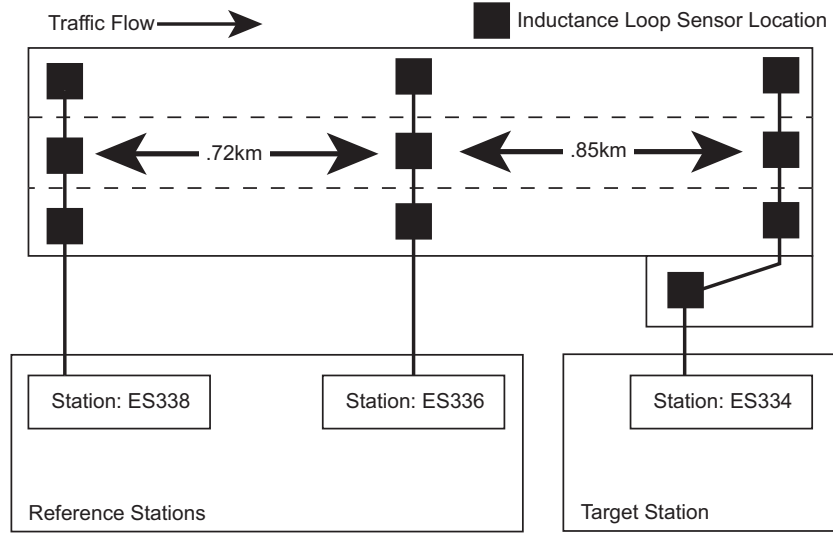 Traffic Flow
Inductance Loop Sensor Location
.72km
.85km
Station: ES338
Station: ES336
Station: ES334
Reference Stations
Target Station